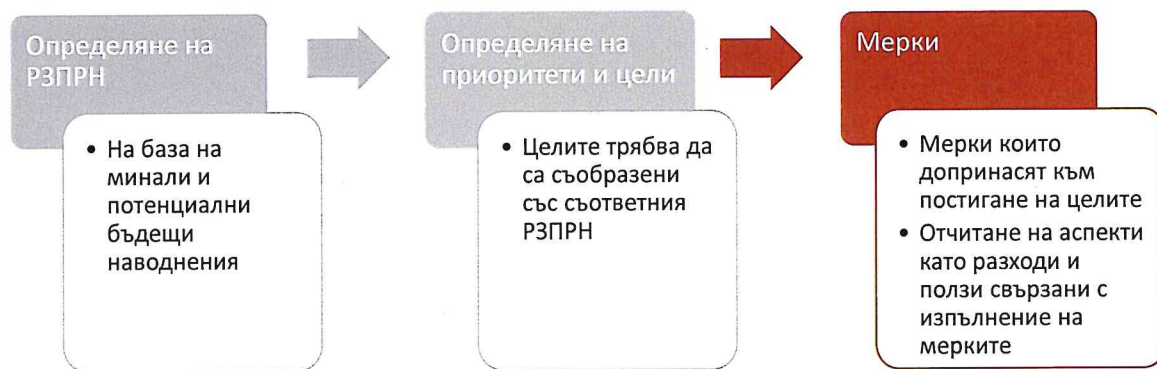 Определяне на
РЗПРН
• На база на
минали и
потенциални
бъдещи
наводнения
Определяне на
приоритети и цели
• Целите трябва да
са съобразени
със съответния
РЗПРН
Мерки
• Мерки които
допринасят към
постигане на целите
• Отчитане на аспекти
като разходи и
ползи свързани с
изпълнение на
мерките